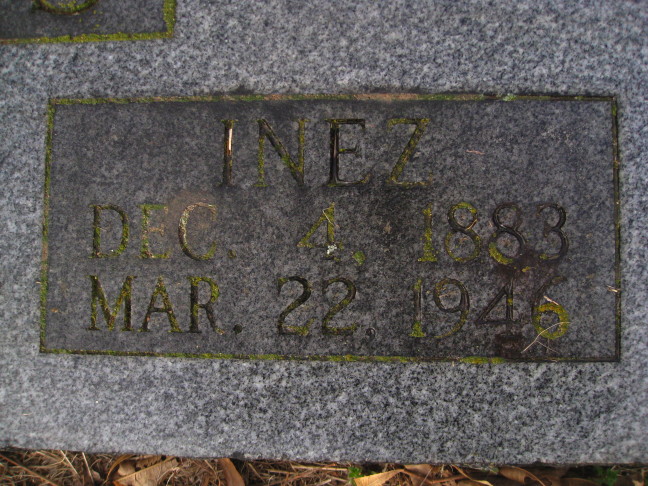 INEZ
DEC. 4, 1883
MAR. 22, 1946